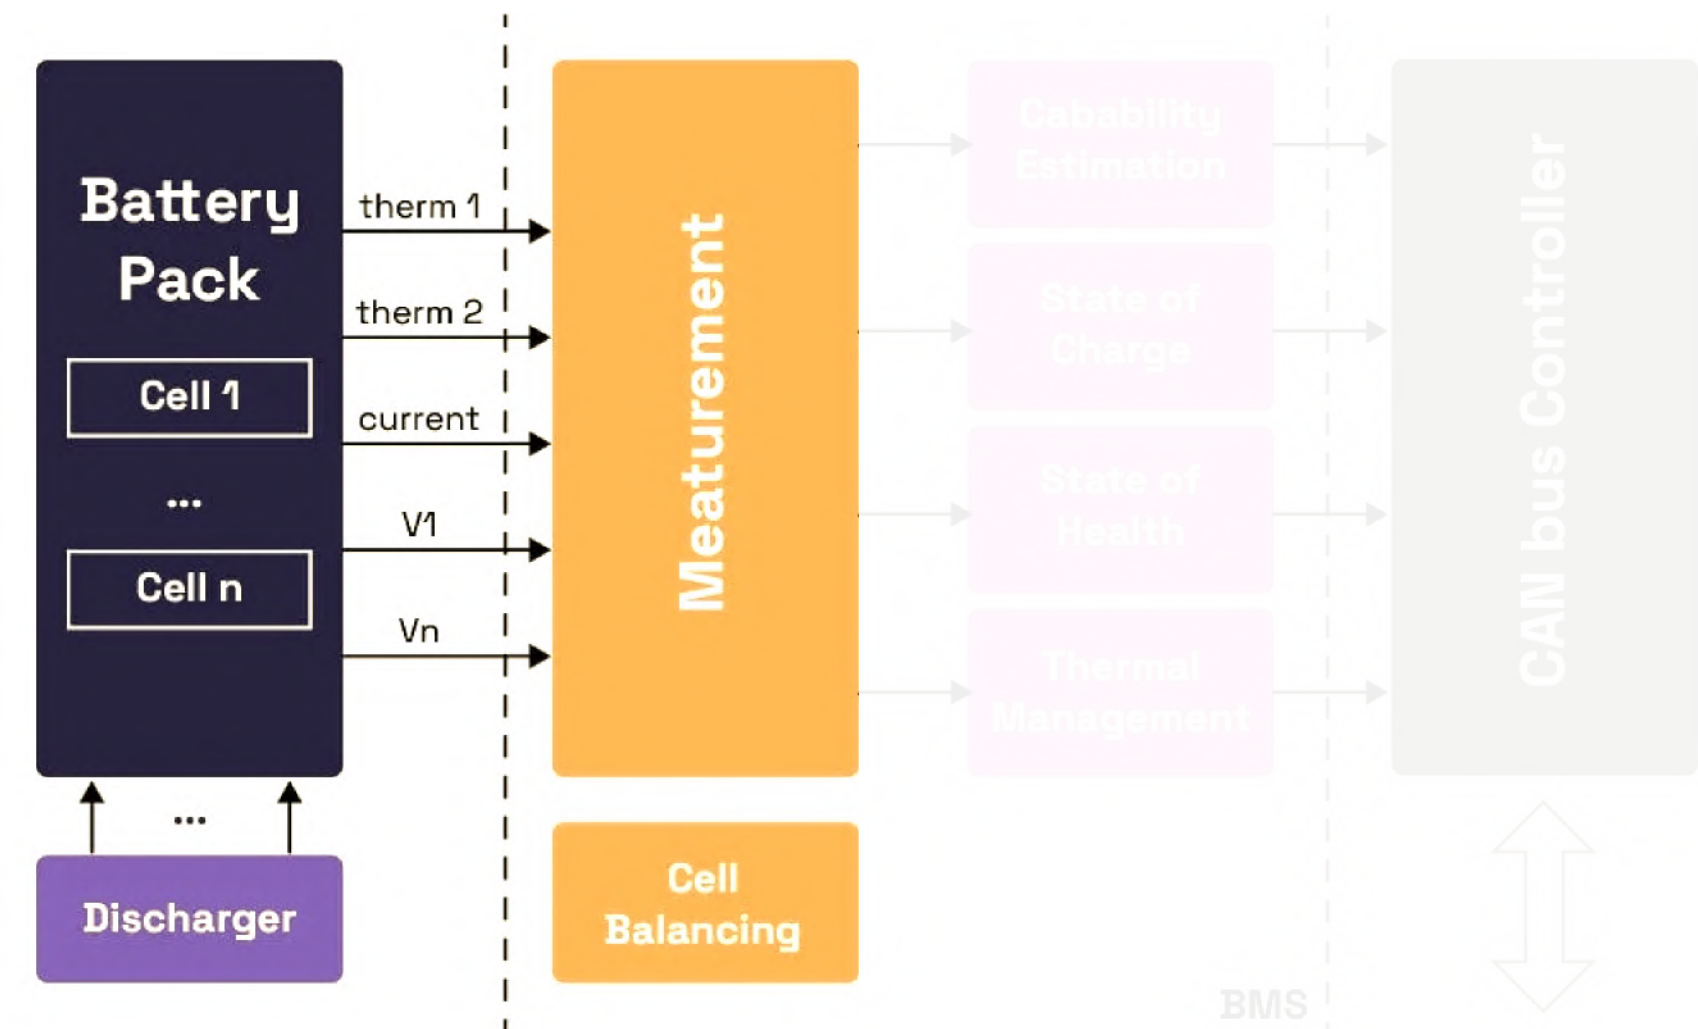 Battery
Pack
Cell 1
...
Cell n
therm 1
therm 2
current
V1
Vn
Meaturement
Cabability
Estimation
State of
Charge
State of
Health
Thermal
Management
CAN bus Controller
...
Discharger
Cell
Balancing
BMS